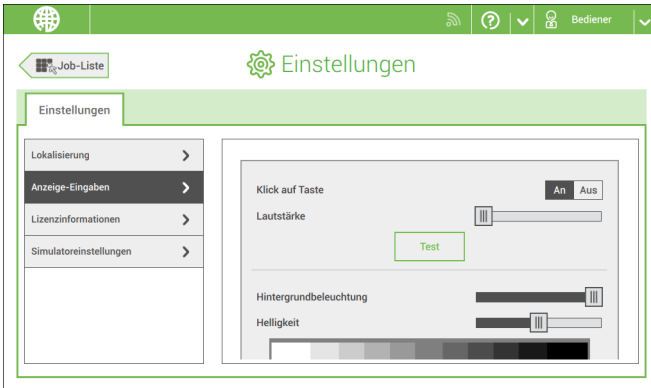 Bediener
Job-Liste
Einstellungen
Einstellungen
Lokalisierung
Anzeige-Eingaben
Lizenzinformationen
Simulatoreinstellungen
Klick auf Taste An Aus
Lautstärke
Test
Hintergrundbeleuchtung
Helligkeit